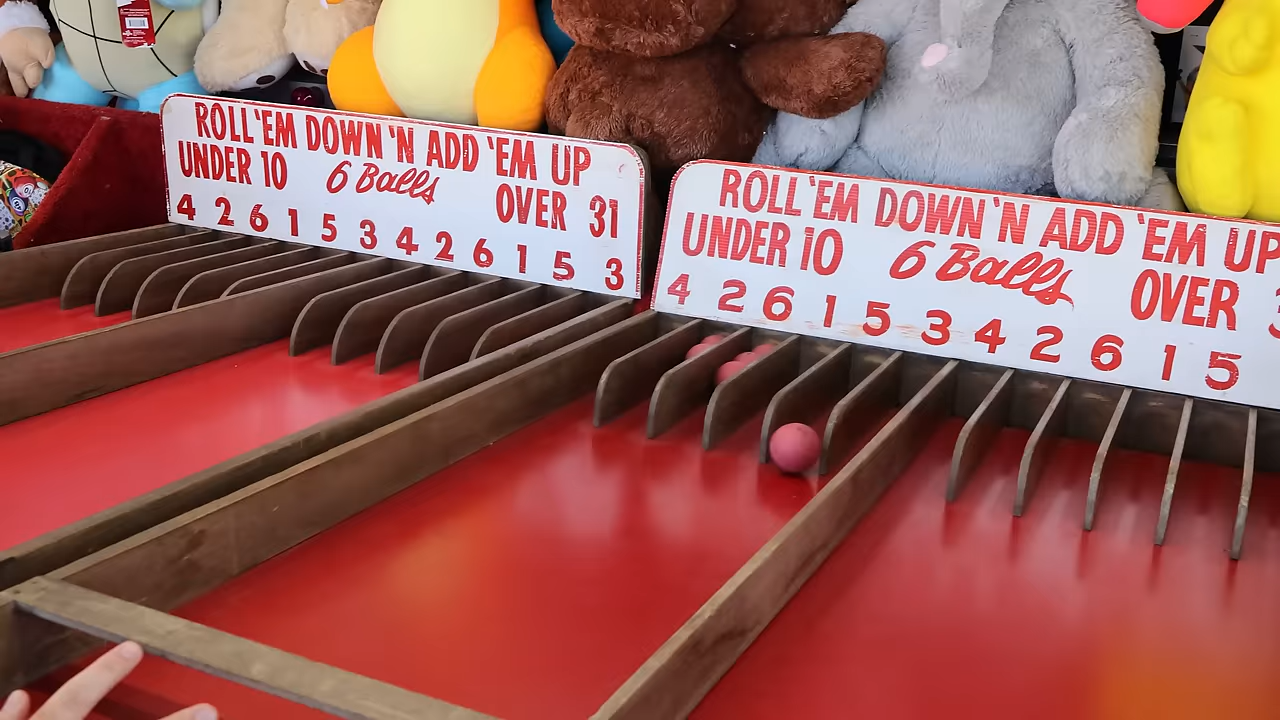 ROLL 'EM DOWN 'N ADD 'EM UP
UNDER 10 6 Balls OVER 31
4 2 6 1 5 3 4 2 6 1 5 3
ROLL 'EM DOWN 'N ADD 'EM UP
UNDER 10 6 Balls OVER
4 2 6 1 5 3 4 2 6 1 5